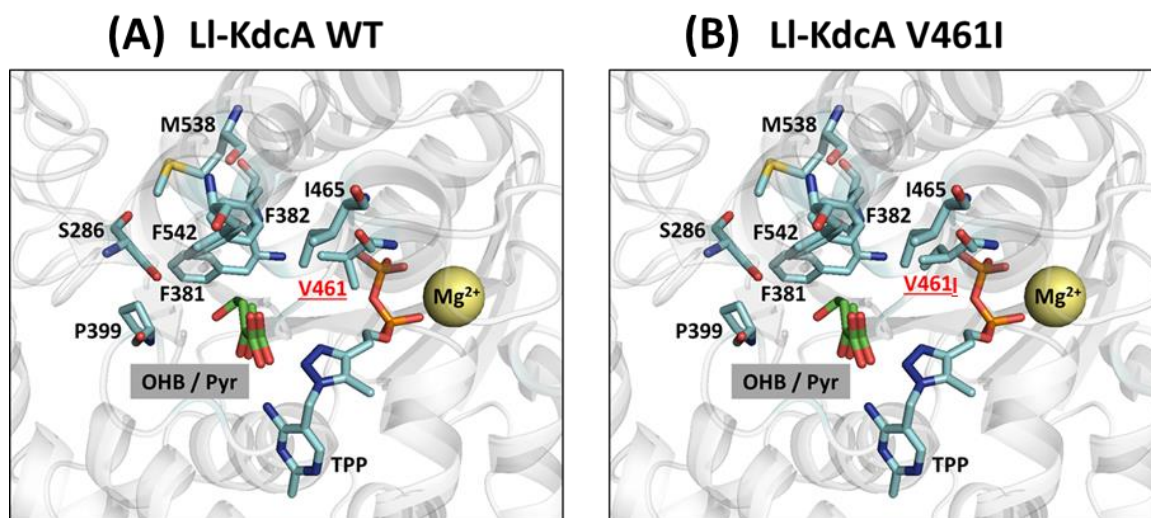 (A) Ll-KdcA WT
M538
I465
S286
F542
F382
F381
V461
Mg²⁺
P399
OHB / Pyr
TPP
(B) Ll-KdcA V461I
M538
I465
S286
F542
F382
F381
V461I
Mg²⁺
P399
OHB / Pyr
TPP